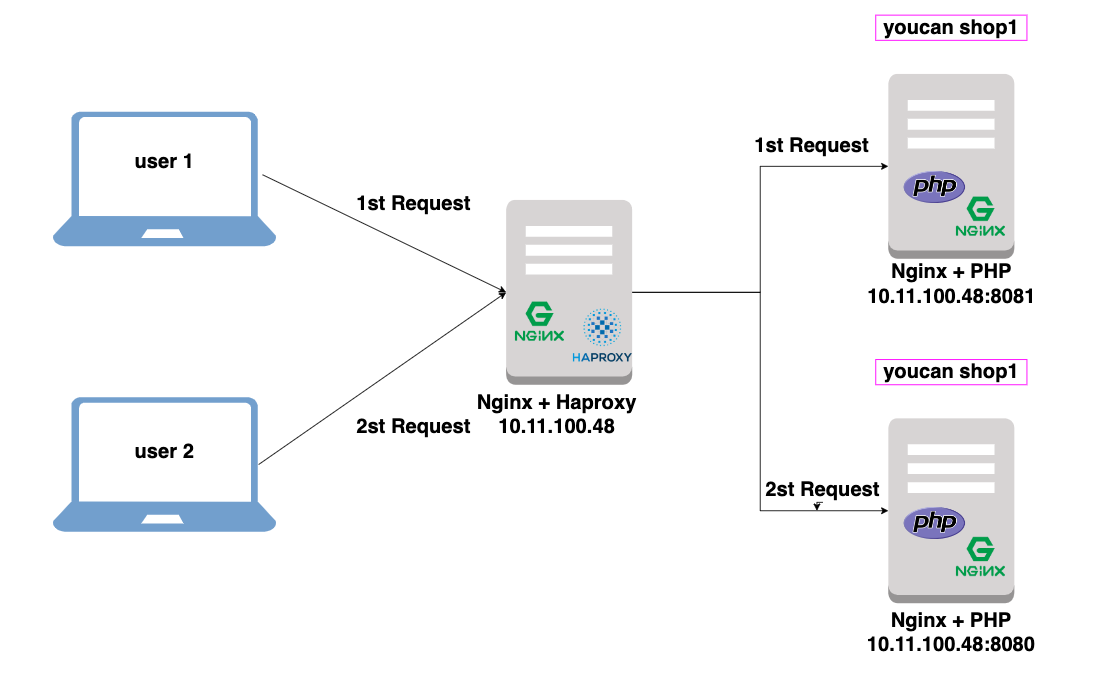 youcan shop1
user 1
1st Request
1st Request
php
NGINX
Nginx + PHP
10.11.100.48:8081
NGINX
HAPROXY
Nginx + Haproxy
10.11.100.48
youcan shop1
user 2
2st Request
2st Request
php
NGINX
Nginx + PHP
10.11.100.48:8080